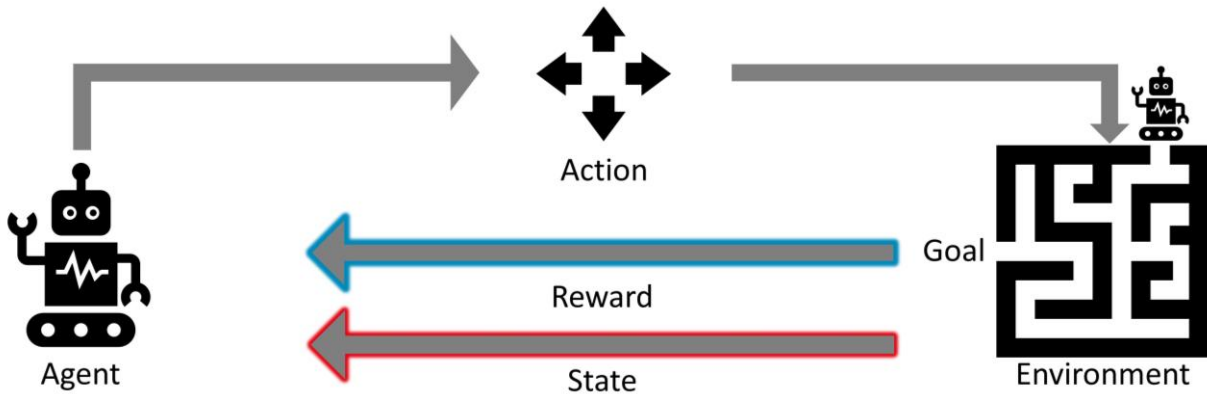 Action
Goal
Reward
Agent
State
Environment